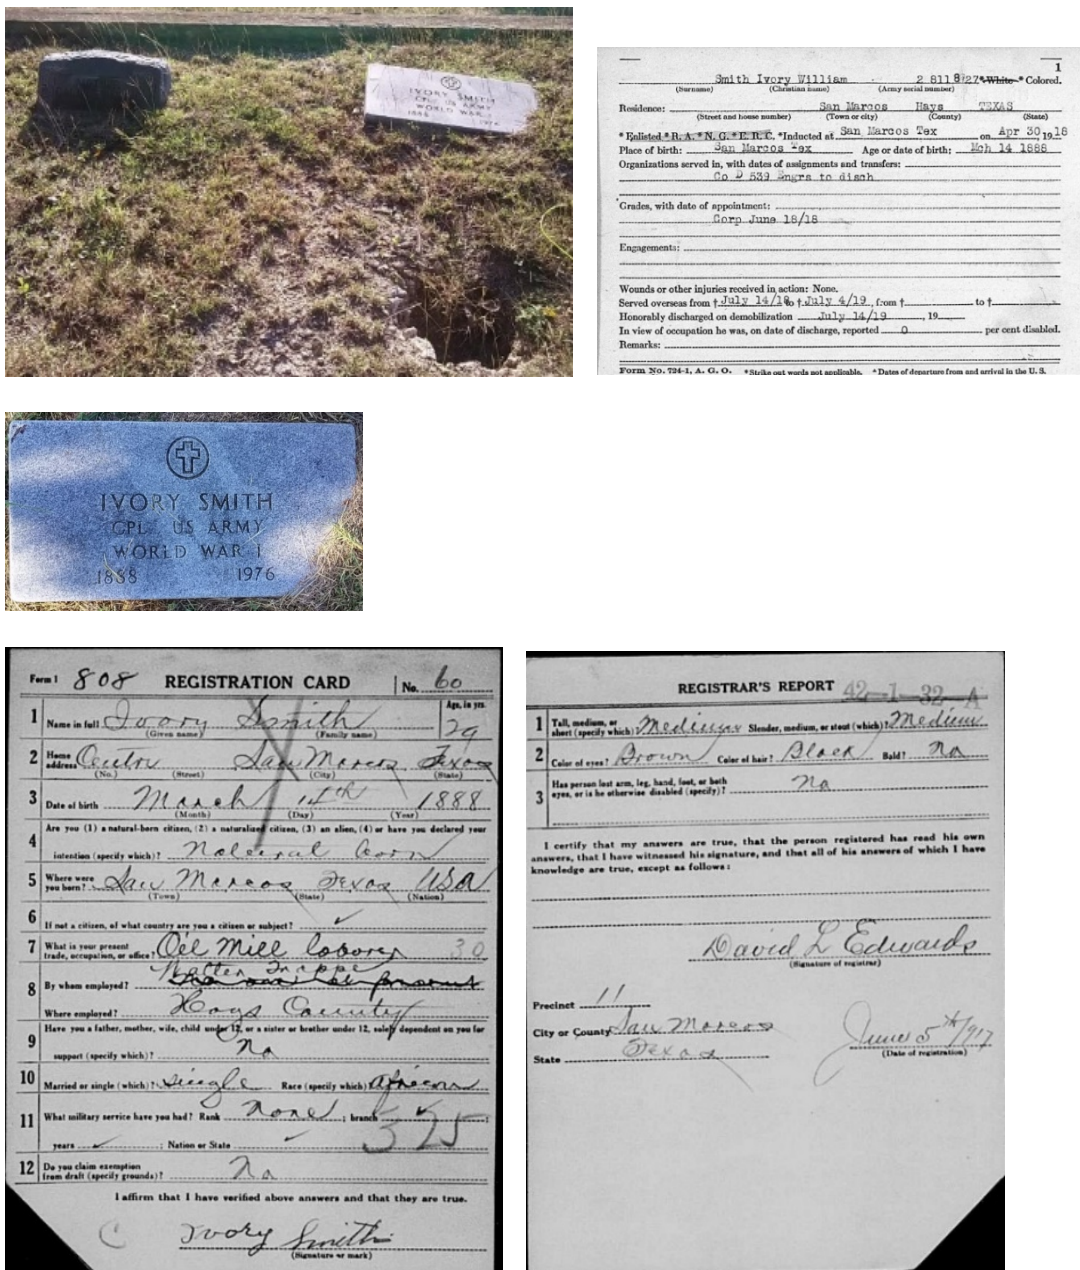 IVORY SMITH
CPL US ARMY
WORLD WAR I
1888 1976
1
Smith Ivory William 2 811 827 *White * Colored.
(Surname) (Christian name) (Army serial number)
Residence: San Marcos Hays TEXAS
(Street and house number) (Town or city) (County) (State)
*Enlisted *R. A. *N. G. *E. R. C. *Inducted at San Marcos Tex on Apr 30, 1918
Place of birth: San Marcos Tex Age or date of birth: Mch 14 1888
Organizations served in, with dates of assignments and transfers:
Co D 539 Engrs to disch
Grades, with date of appointment:
Corp June 18/18
Engagements:
Wounds or other injuries received in action: None.
Served overseas from † July 14/18 to † July 4/19, from † to †
Honorably discharged on demobilization July 14/19, 19
In view of occupation he was, on date of discharge, reported 0 per cent disabled.
Remarks:
Form No. 724-1, A. G. O. *Strike out words not applicable. *Dates of departure from and arrival in the U. S.
IVORY SMITH
CPL US ARMY
WORLD WAR I
1888 1976
Form 1 808 REGISTRATION CARD No. 60
1 Name in full Ivory Smith Age, in yrs. 29
(Given name) (Family name)
2 Home address San Marcos Texas
(No.) (Street) (City) (State)
3 Date of birth March 14th 1888
(Month) (Day) (Year)
4 Are you (1) a natural-born citizen, (2) a naturalized citizen, (3) an alien, (4) or have you declared your
intention (specify which)? Natural born
5 Where were you born? San Marcos Texas USA
(Town) (State) (Nation)
6 If not a citizen, of what country are you a citizen or subject?
7 What is your present trade, occupation, or office? Oil Mill laborer 30
8 By whom employed?
Where employed? Hays County
9 Have you a father, mother, wife, child under 12, or a sister or brother under 12, solely dependent on you for
support (specify which)? No
10 Married or single (which)? Single Race (specify which)? African
11 What military service have you had? Rank None; branch
years ; Nation or State 325
12 Do you claim exemption from draft (specify grounds)? No
I affirm that I have verified above answers and that they are true.
C Ivory Smith
(Signature or mark)
REGISTRAR'S REPORT 42-1-32-A
1 Tall, medium, or short (specify which)? Medium Slender, medium, or stout (which)? Medium
2 Color of eyes? Brown Color of hair? Black Bald? No
3 Has person lost arm, leg, hand, foot, or both eyes, or is he otherwise disabled (specify)? No
I certify that my answers are true, that the person registered has read his own
answers, that I have witnessed his signature, and that all of his answers of which I have
knowledge are true, except as follows:
David L Edwards
(Signature of registrar)
Precinct 11
City or County San Marcos
State Texas
June 5th/917
(Date of registration)